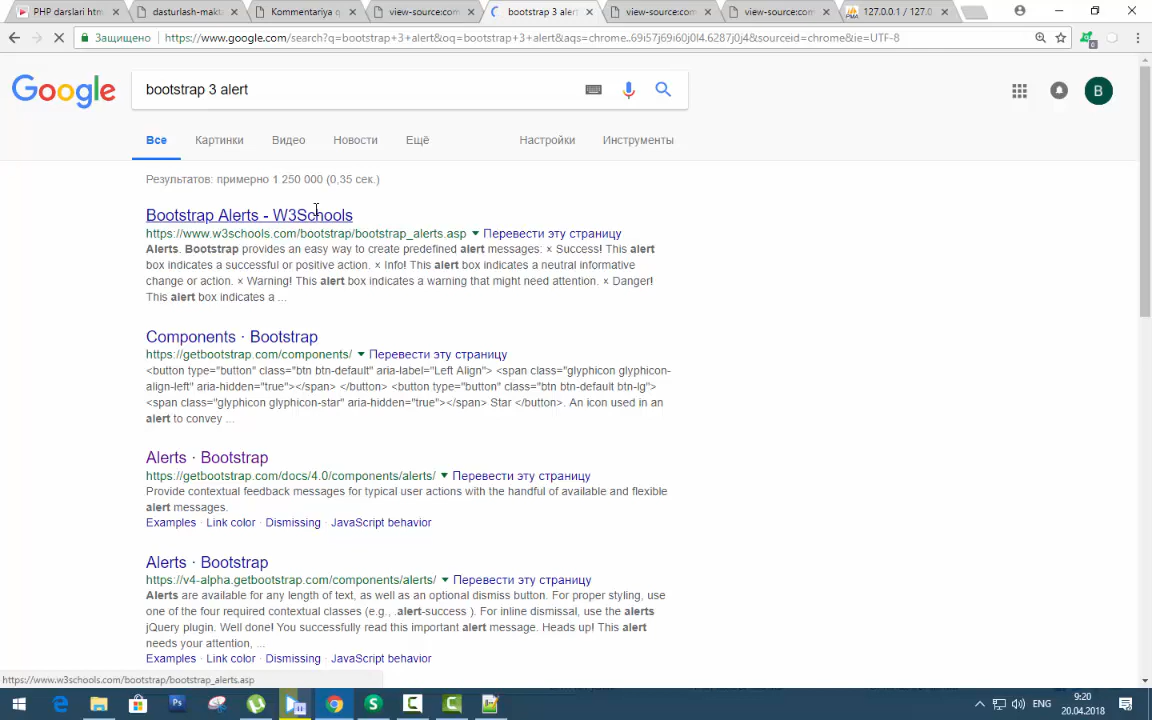 PHP darslari htm
dasturlash-makta
Kommentariya q
view-source:com
bootstrap 3 alert
view-source:com
view-source:com
127.0.0.1 / 127.0
Защищено
https://www.google.com/search?q=bootstrap+3+alert&oq=bootstrap+3+alert&aqs=chrome..69i57j69i60j0l4.6287j0j4&sourceid=chrome&ie=UTF-8
Google
bootstrap 3 alert
B
Все Картинки Видео Новости Ещё Настройки Инструменты
Результатов: примерно 1 250 000 (0,35 сек.)
Bootstrap Alerts - W3Schools
https://www.w3schools.com/bootstrap/bootstrap_alerts.asp ▼ Перевести эту страницу
Alerts. Bootstrap provides an easy way to create predefined alert messages: × Success! This alert
box indicates a successful or positive action. × Info! This alert box indicates a neutral informative
change or action. × Warning! This alert box indicates a warning that might need attention. × Danger!
This alert box indicates a ...
Components · Bootstrap
https://getbootstrap.com/components/ ▼ Перевести эту страницу
<button type="button" class="btn btn-default" aria-label="Left Align"> <span class="glyphicon glyphicon-
align-left" aria-hidden="true"></span> </button> <button type="button" class="btn btn-default btn-lg">
<span class="glyphicon glyphicon-star" aria-hidden="true"></span> Star </button>. An icon used in an
alert to convey ...
Alerts · Bootstrap
https://getbootstrap.com/docs/4.0/components/alerts/ ▼ Перевести эту страницу
Provide contextual feedback messages for typical user actions with the handful of available and flexible
alert messages.
Examples · Link color · Dismissing · JavaScript behavior
Alerts · Bootstrap
https://v4-alpha.getbootstrap.com/components/alerts/ ▼ Перевести эту страницу
Alerts are available for any length of text, as well as an optional dismiss button. For proper styling, use
one of the four required contextual classes (e.g., .alert-success ). For inline dismissal, use the alerts
jQuery plugin. Well done! You successfully read this important alert message. Heads up! This alert
needs your attention, ...
Examples · Link color · Dismissing · JavaScript behavior
https://www.w3schools.com/bootstrap/bootstrap_alerts.asp
ENG
9:20
20.04.2018